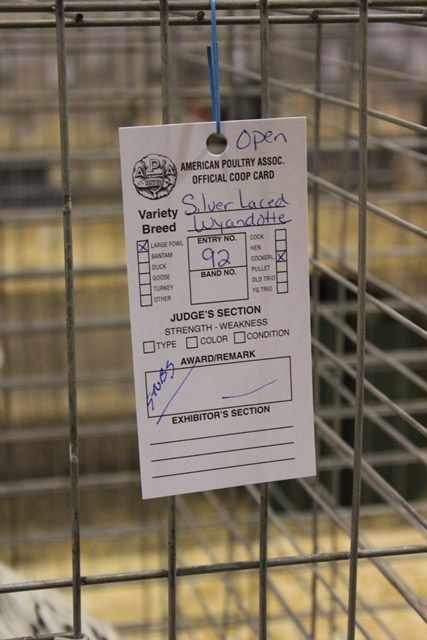 Open
APA
AMERICAN POULTRY ASSOC.
OFFICIAL COOP CARD
Variety Silver Laced
Breed Wyandotte
LARGE FOWL
BANTAM
DUCK
GOOSE
TURKEY
OTHER
ENTRY NO.
92
BAND NO.
COCK
HEN
COCKERL
PULLET
OLD TRIO
YG TRIO
JUDGE'S SECTION
STRENGTH - WEAKNESS
TYPE COLOR CONDITION
AWARD/REMARK
EXHIBITOR'S SECTION